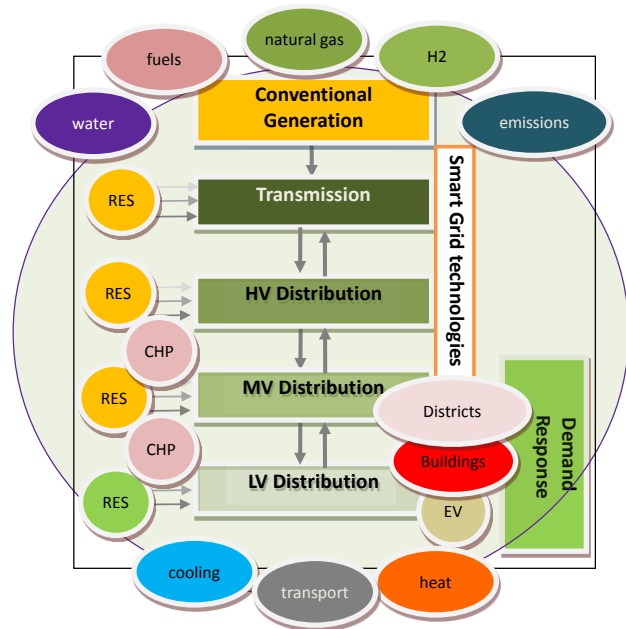 natural gas
fuels
H2
Conventional
Generation
water
emissions
Smart Grid technologies
RES
Transmission
RES
HV Distribution
CHP
RES
MV Distribution
Districts
Demand
Response
CHP
Buildings
RES
LV Distribution
EV
cooling
transport
heat